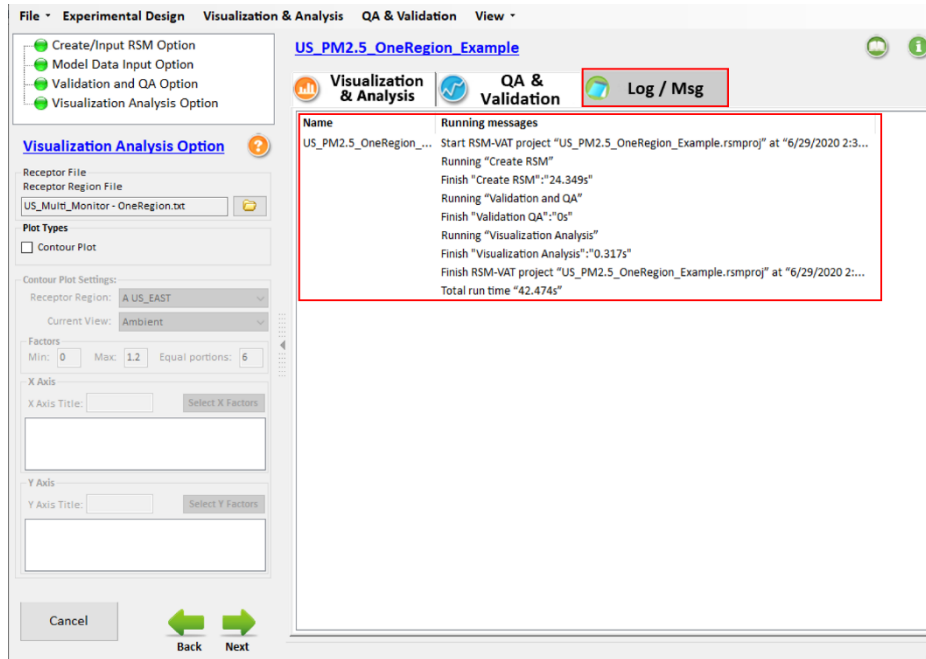 File Experimental Design Visualization & Analysis QA & Validation View
Create/Input RSM Option
Model Data Input Option
Validation and QA Option
Visualization Analysis Option
Visualization Analysis Option
Receptor File
Receptor Region File
US_Multi_Monitor - OneRegion.txt
Plot Types
Contour Plot
Contour Plot Settings:
Receptor Region: A US_EAST
Current View: Ambient
Factors
Min: 0 Max: 1.2 Equal portions: 6
X Axis
X Axis Title: Select X Factors
Y Axis
Y Axis Title: Select Y Factors
Cancel
Back Next
US_PM2.5_OneRegion_Example
Visualization & Analysis
QA & Validation
Log / Msg
Name Running messages
US_PM2.5_OneRegion_... Start RSM-VAT project “US_PM2.5_OneRegion_Example.rsmproj” at “6/29/2020 2:3...
Running “Create RSM”
Finish "Create RSM":"24.349s"
Running “Validation and QA”
Finish "Validation QA":"0s"
Running “Visualization Analysis”
Finish "Visualization Analysis":"0.317s"
Finish RSM-VAT project “US_PM2.5_OneRegion_Example.rsmproj” at “6/29/2020 2:...
Total run time “42.474s”